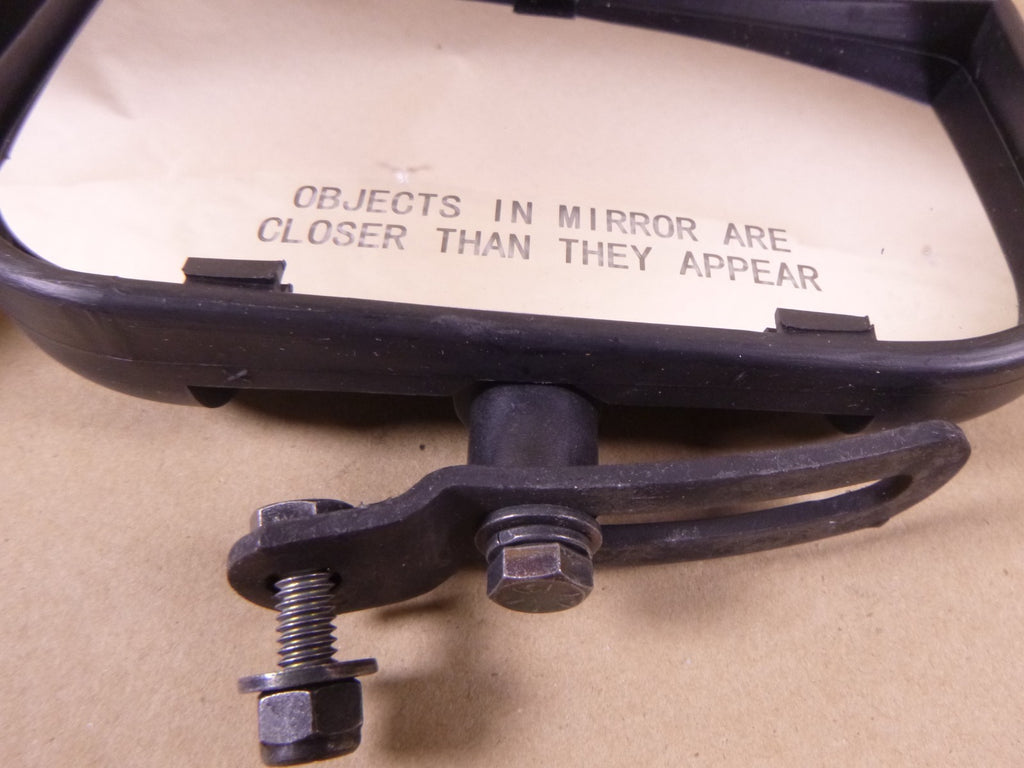 OBJECTS IN MIRROR ARE
CLOSER THAN THEY APPEAR